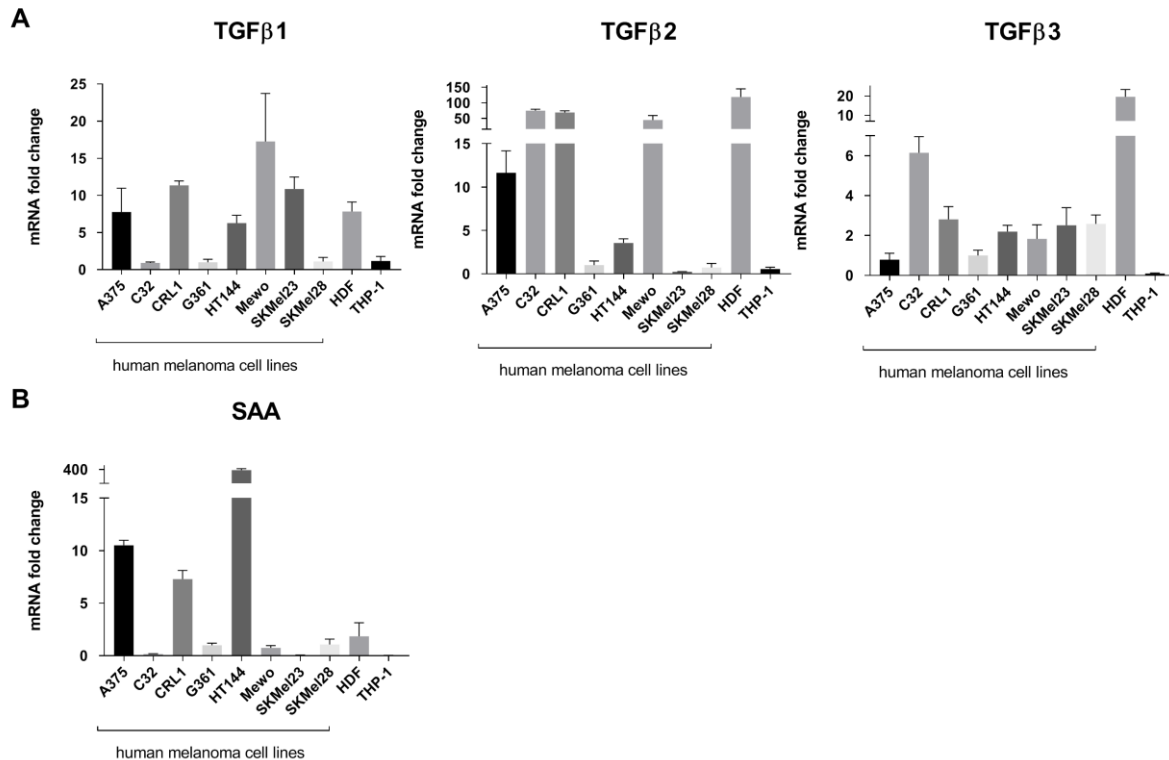 A
TGFβ1
mRNA fold change
25
20
15
10
5
0
A375
C32
CRL1
G361
HT144
Mewo
SKMel23
SKMel28
HDF
THP-1
human melanoma cell lines
TGFβ2
mRNA fold change
150
100
50
15
10
5
0
A375
C32
CRL1
G361
HT144
Mewo
SKMel23
SKMel28
HDF
THP-1
human melanoma cell lines
TGFβ3
mRNA fold change
20
10
6
4
2
0
A375
C32
CRL1
G361
HT144
Mewo
SKMel23
SKMel28
HDF
THP-1
human melanoma cell lines
B
SAA
mRNA fold change
400
15
10
5
0
A375
C32
CRL1
G361
HT144
Mewo
SKMel23
SKMel28
HDF
THP-1
human melanoma cell lines